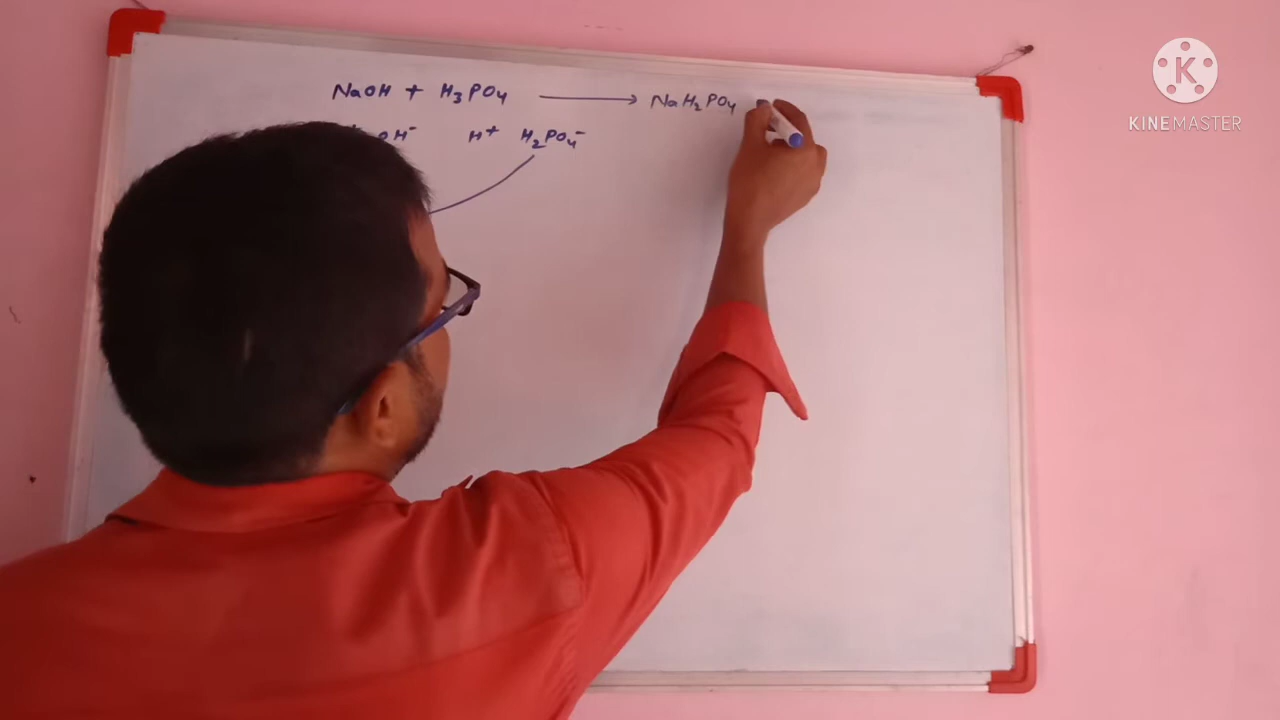 NaOH + H₃PO₄ ⟶ NaH₂PO₄
OH⁻ H⁺ H₂PO₄⁻
K
KINEMASTER